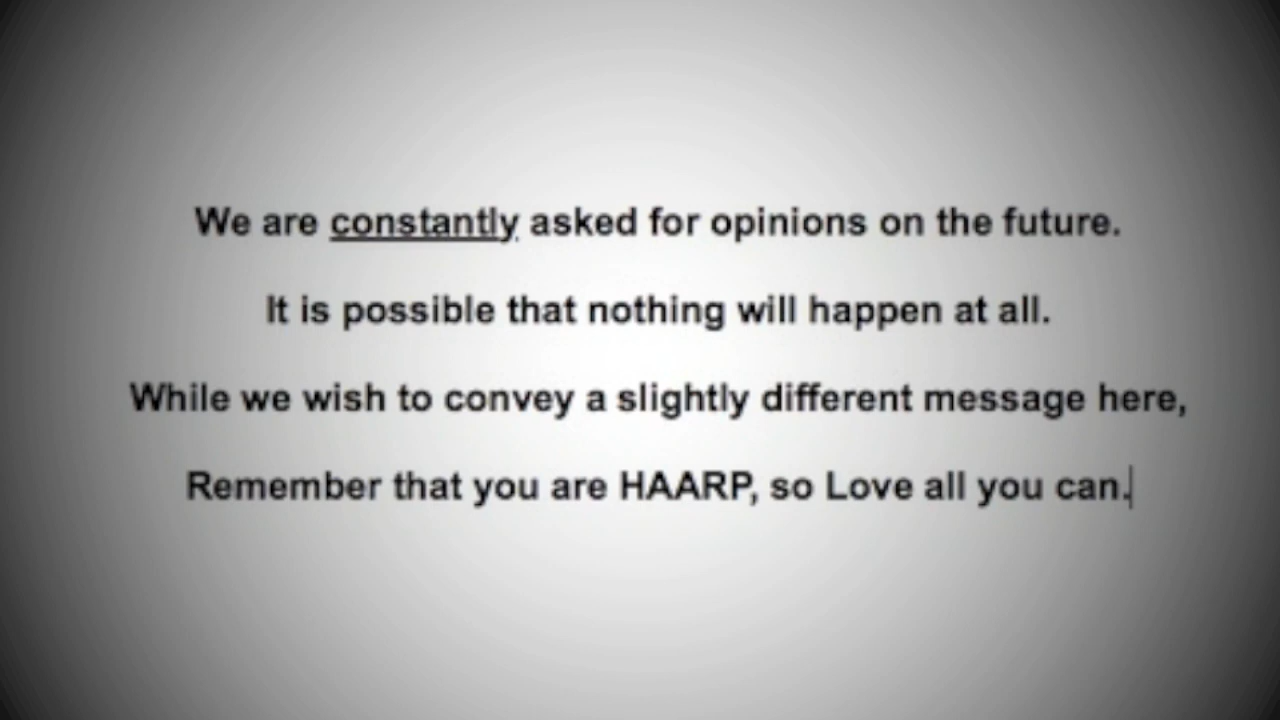 We are constantly asked for opinions on the future.
It is possible that nothing will happen at all.
While we wish to convey a slightly different message here,
Remember that you are HAARP, so Love all you can.